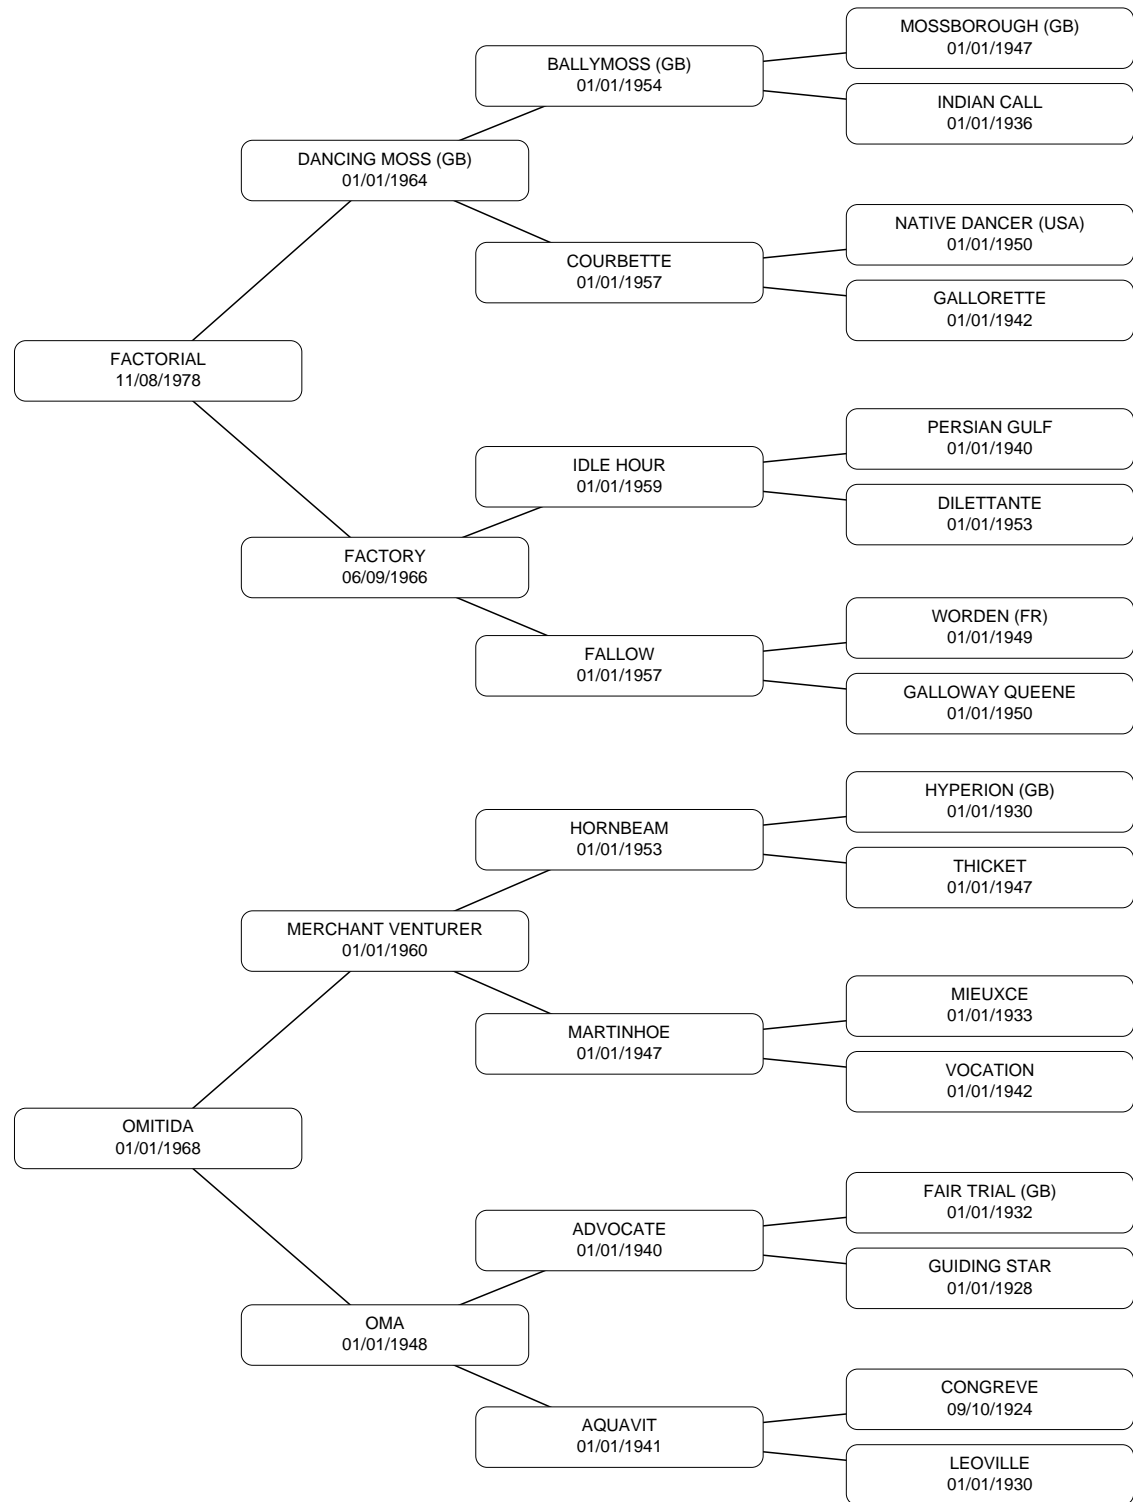 MOSSBOROUGH (GB)
01/01/1947
BALLYMOSS (GB)
01/01/1954
INDIAN CALL
01/01/1936
DANCING MOSS (GB)
01/01/1964
NATIVE DANCER (USA)
01/01/1950
COURBETTE
01/01/1957
GALLORETTE
01/01/1942
FACTORIAL
11/08/1978
PERSIAN GULF
01/01/1940
IDLE HOUR
01/01/1959
DILETTANTE
01/01/1953
FACTORY
06/09/1966
WORDEN (FR)
01/01/1949
FALLOW
01/01/1957
GALLOWAY QUEENE
01/01/1950
HYPERION (GB)
01/01/1930
HORNBEAM
01/01/1953
THICKET
01/01/1947
MERCHANT VENTURER
01/01/1960
MIEUXCE
01/01/1933
MARTINHOE
01/01/1947
VOCATION
01/01/1942
OMITIDA
01/01/1968
FAIR TRIAL (GB)
01/01/1932
ADVOCATE
01/01/1940
GUIDING STAR
01/01/1928
OMA
01/01/1948
CONGREVE
09/10/1924
AQUAVIT
01/01/1941
LEOVILLE
01/01/1930